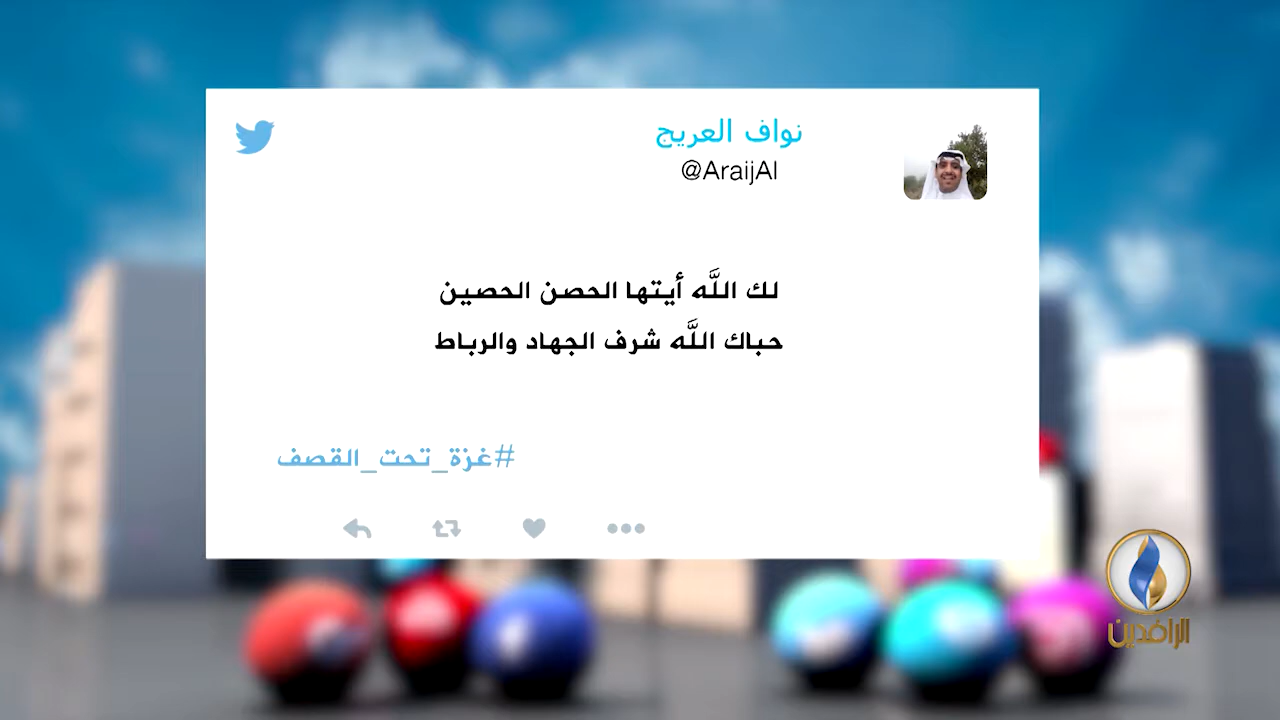 نواف العريج
@AraijAl
لك اللَّه أيتها الحصن الحصين
حباك اللَّه شرف الجهاد والرباط
#غزة_تحت_القصف
الرافدين